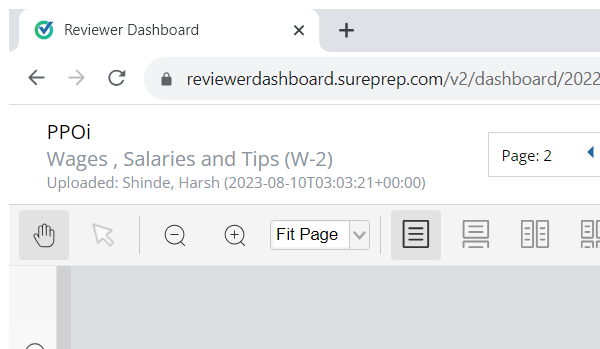 Reviewer Dashboard
reviewerdashboard.sureprep.com/v2/dashboard/2022
PPOi
Wages , Salaries and Tips (W-2)
Uploaded: Shinde, Harsh (2023-08-10T03:03:21+00:00)
Page: 2
Fit Page